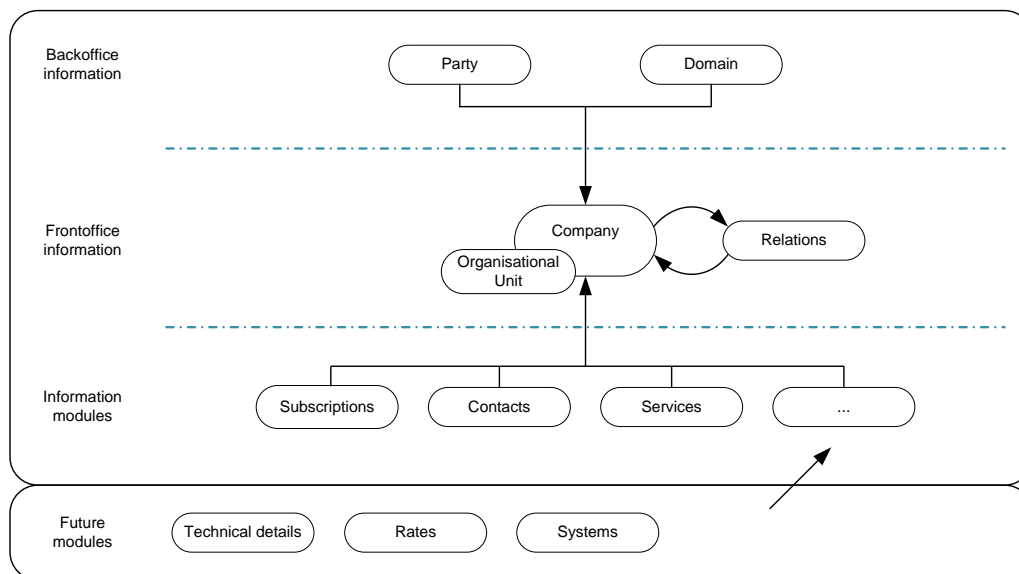 Backoffice
information
Party
Domain
Frontoffice
information
Company
Organisational
Unit
Relations
Information
modules
Subscriptions
Contacts
Services
...
Future
modules
Technical details
Rates
Systems